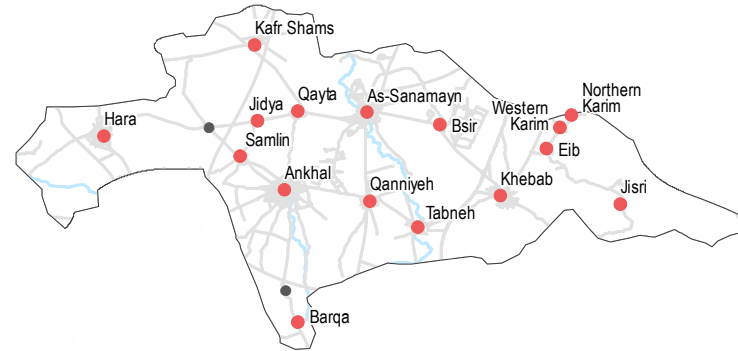 Kafr Shams
Northern
Karim
Qayta
As-Sanamayn
Western
Karim
Jidya
Hara
Bsir
Samlin
Eib
Ankhal
Qanniyeh
Khebab
Jisri
Tabneh
Barqa